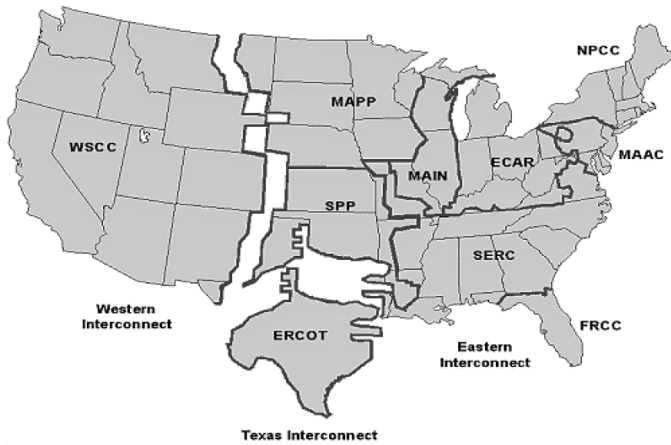 NPCC
MAPP
WSCC
MAIN
ECAR
MAAC
SPP
SERC
Western
Interconnect
ERCOT
FRCC
Eastern
Interconnect
Texas Interconnect